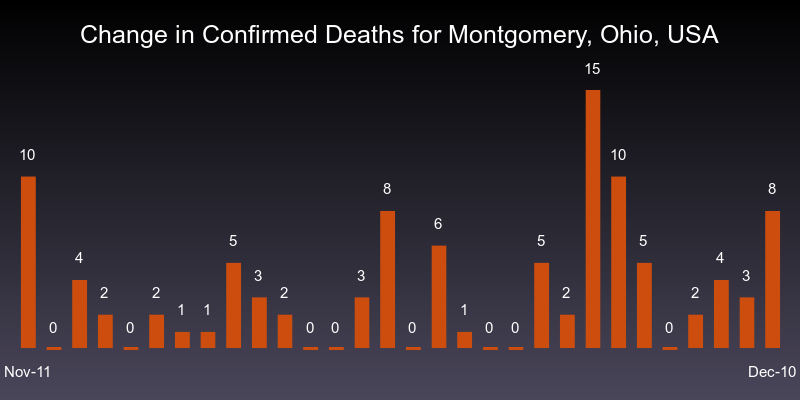 Change in Confirmed Deaths for Montgomery, Ohio, USA
10 0 4 2 0 2 1 1 5 3 2 0 0 3 8 0 6 1 0 0 5 2 15 10 5 0 2 4 3 8
Nov-11 Dec-10